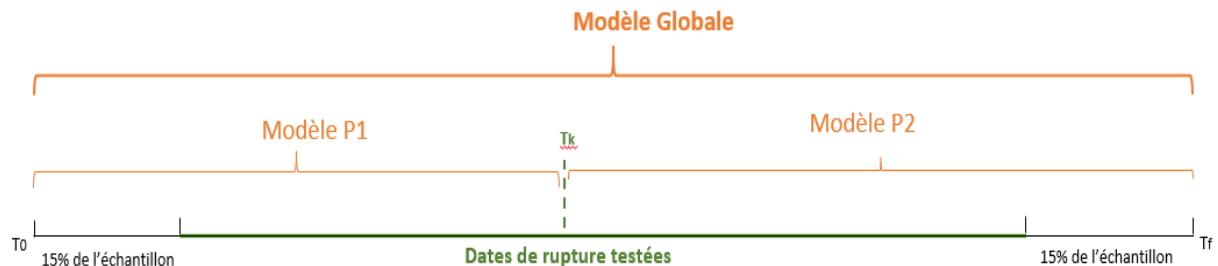 Modèle Globale
Modèle P1
Modèle P2
Tk
T0
15% de l'échantillon
Dates de rupture testées
15% de l'échantillon
Tf